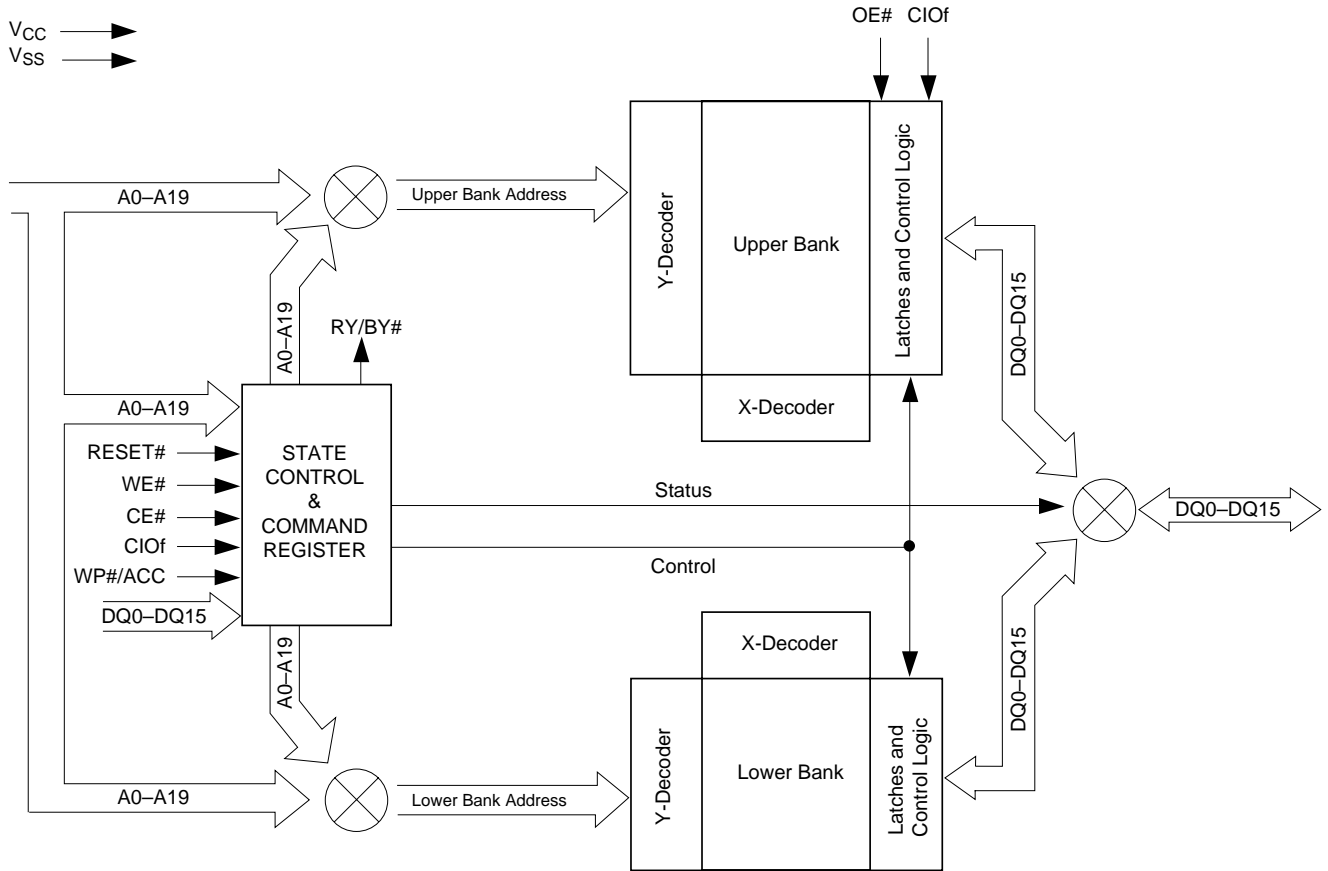 VCC
VSS
OE# CIOf
A0–A19
Upper Bank Address
Y-Decoder
Upper Bank
Latches and Control Logic
DQ0–DQ15
A0–A19
RY/BY#
X-Decoder
A0–A19
RESET#
WE#
CE#
CIOf
WP#/ACC
DQ0–DQ15
STATE
CONTROL
&
COMMAND
REGISTER
Status
Control
DQ0–DQ15
A0–A19
X-Decoder
Y-Decoder
Lower Bank
Latches and
Control Logic
DQ0–DQ15
A0–A19
Lower Bank Address